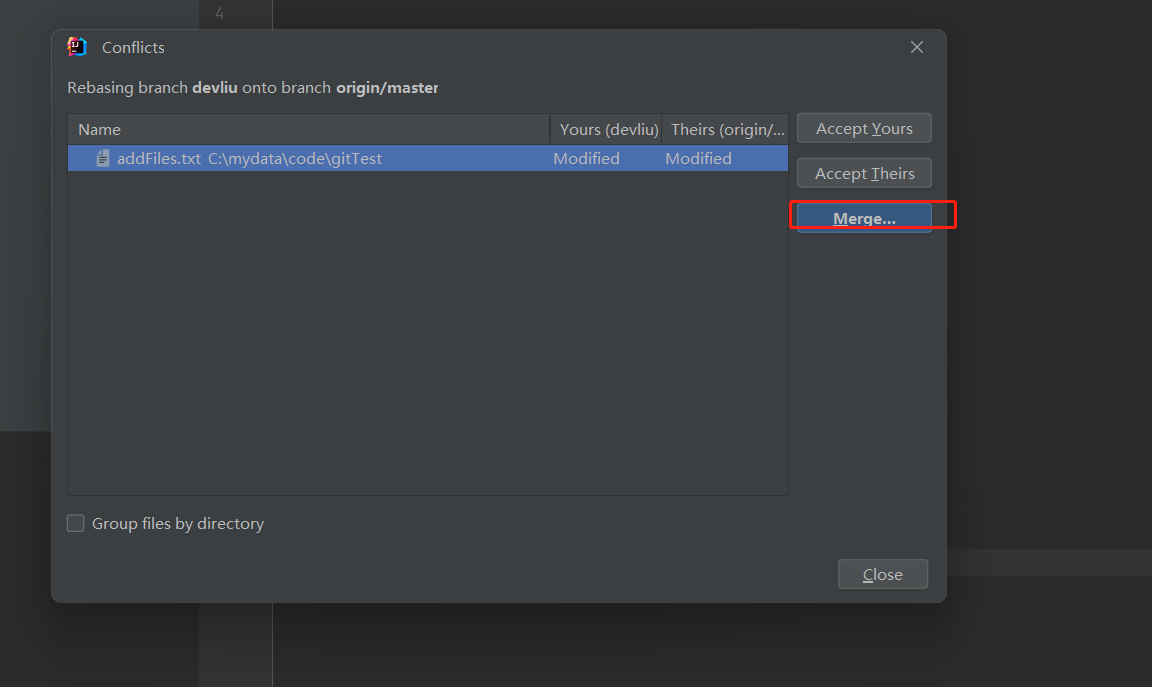 4
Conflicts
Rebasing branch devliu onto branch origin/master
Name Yours (devliu) Theirs (origin/...
addFiles.txt C:\mydata\code\gitTest Modified Modified
Accept Yours
Accept Theirs
Merge...
Group files by directory
Close